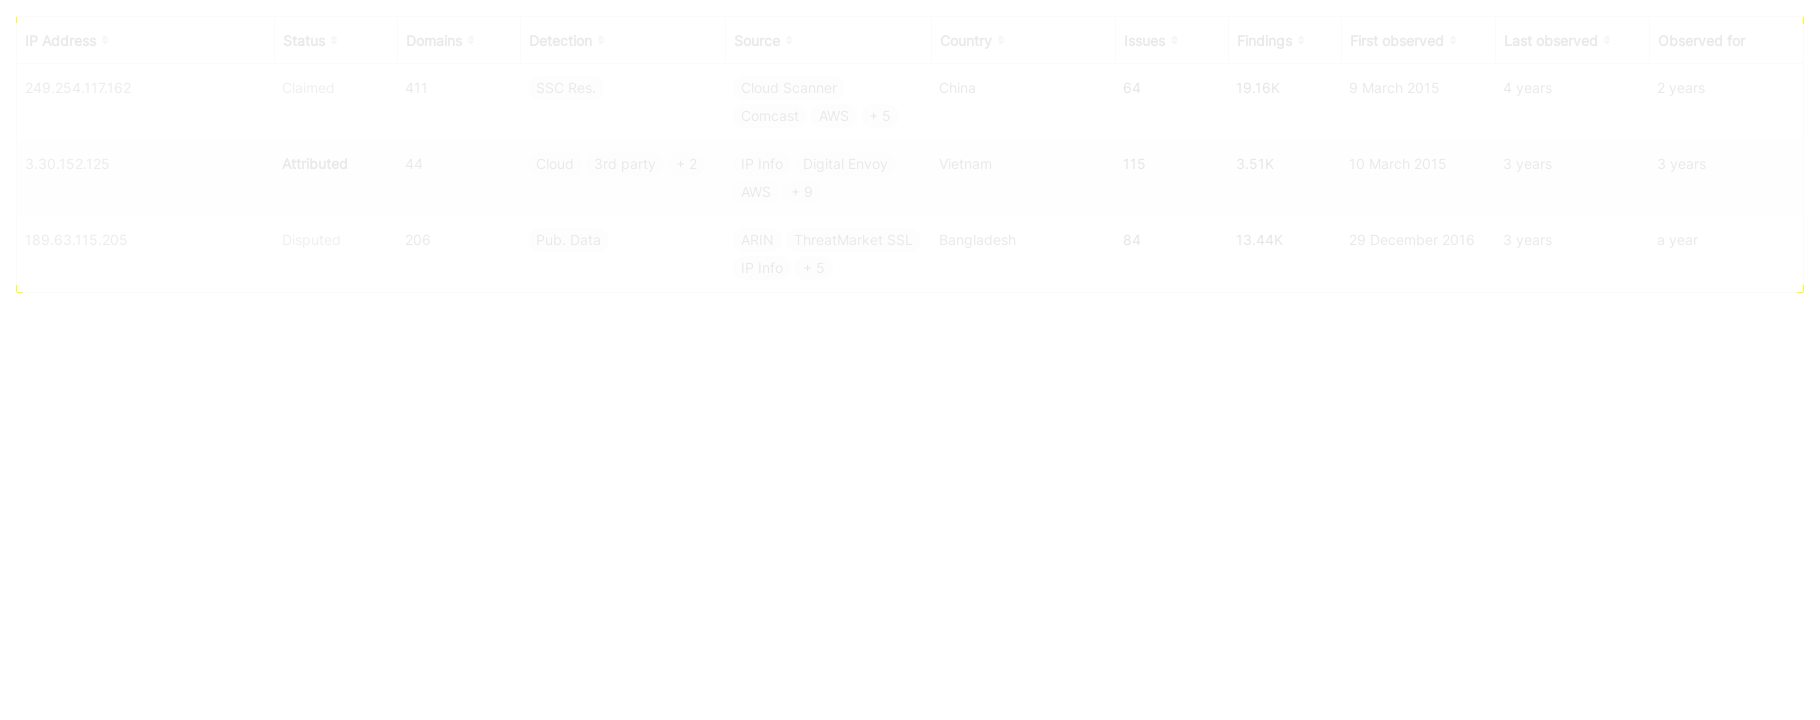 IP Address Status Domains Detection Source Country Issues Findings First observed Last observed Observed for
249.254.117.162 Claimed 411 SSC Res. Cloud Scanner China 64 19.16K 9 March 2015 4 years 2 years
Comcast AWS + 5
3.30.152.125 Attributed 44 Cloud 3rd party + 2 IP Info Digital Envoy Vietnam 115 3.51K 10 March 2015 3 years 3 years
AWS + 9
189.63.115.205 Disputed 206 Pub. Data ARIN ThreatMarket SSL Bangladesh 84 13.44K 29 December 2016 3 years a year
IP Info + 5